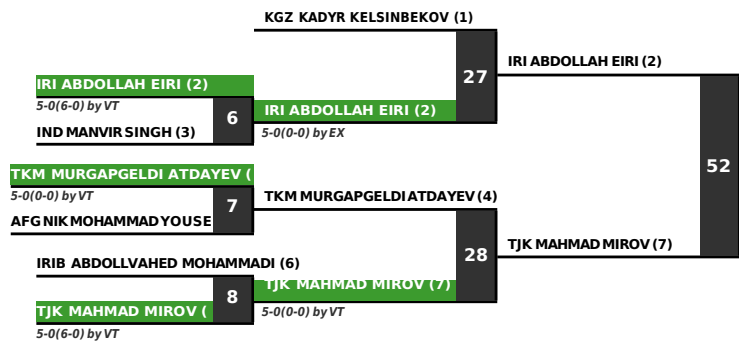 KGZ KADYR KELSINBEKOV (1)
27
IRI ABDOLLAH EIRI (2)
IRI ABDOLLAH EIRI (2)
5-0(6-0) by VT
6
IRI ABDOLLAH EIRI (2)
5-0(0-0) by EX
IND MANVIR SINGH (3)
52
TKM MURGAPGELDI ATDAYEV (
5-0(0-0) by VT
7
TKM MURGAPGELDI ATDAYEV (4)
AFG NIK MOHAMMAD YOUSE
28
TJK MAHMAD MIROV (7)
IRIB ABDOLLVAHED MOHAMMADI (6)
8
TJK MAHMAD MIROV (7)
5-0(0-0) by VT
TJK MAHMAD MIROV (
5-0(6-0) by VT